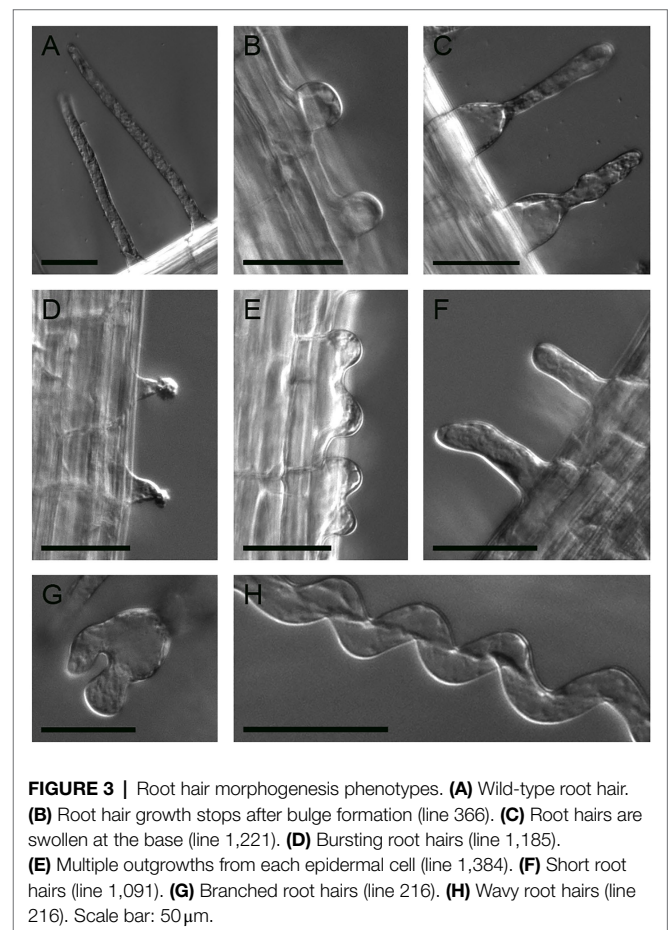 A
B
C
D
E
F
G
H
FIGURE 3 | Root hair morphogenesis phenotypes. (A) Wild-type root hair.
(B) Root hair growth stops after bulge formation (line 366). (C) Root hairs are
swollen at the base (line 1,221). (D) Bursting root hairs (line 1,185).
(E) Multiple outgrowths from each epidermal cell (line 1,384). (F) Short root
hairs (line 1,091). (G) Branched root hairs (line 216). (H) Wavy root hairs (line
216). Scale bar: 50 μm.